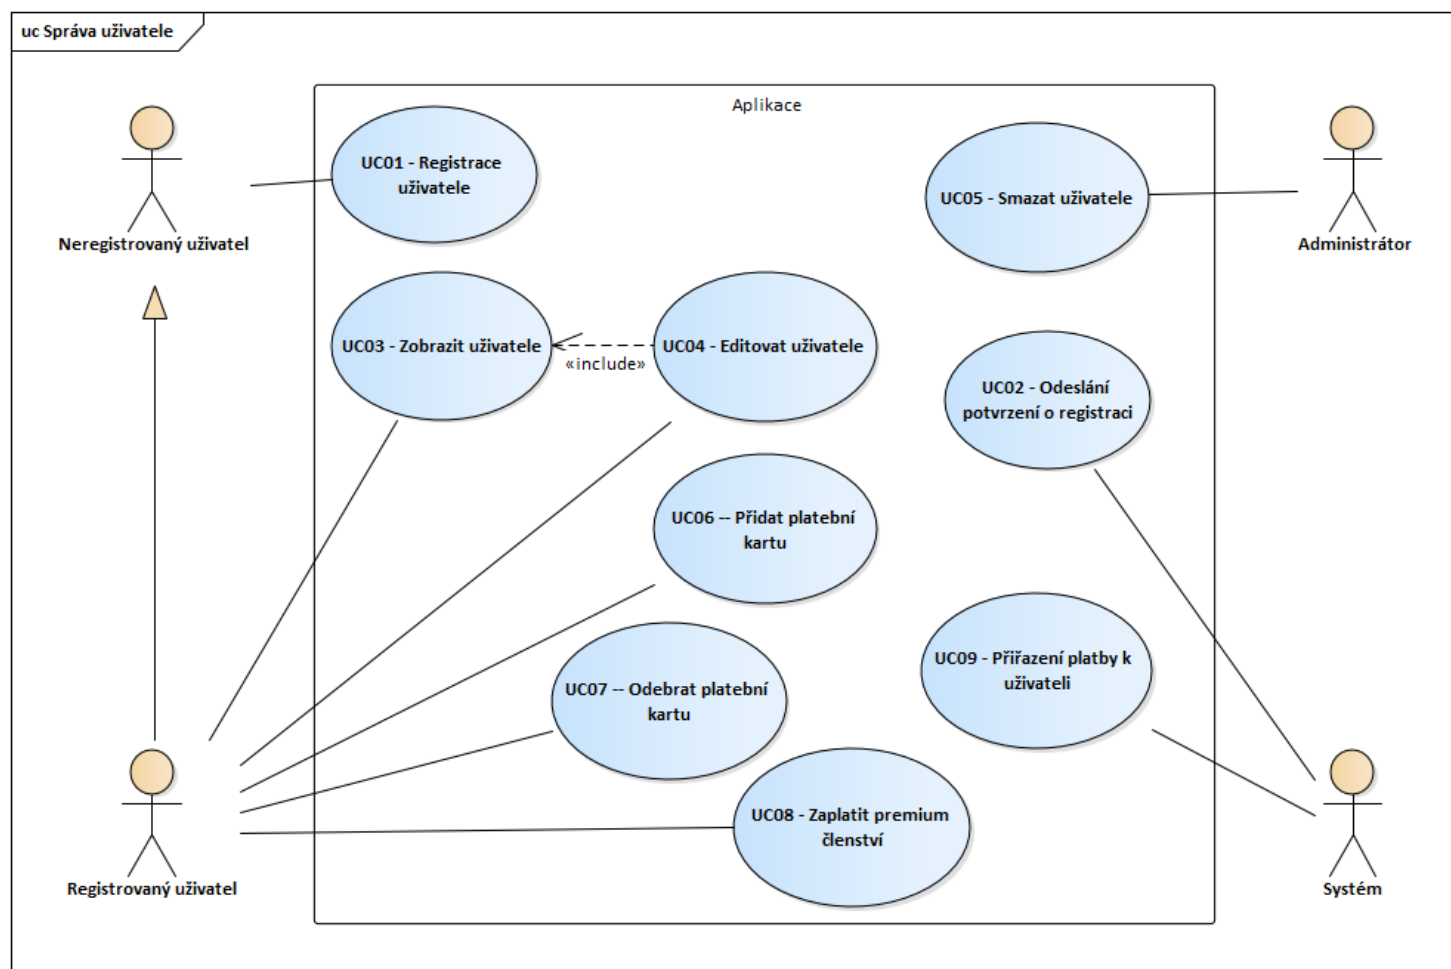 uc Správa uživatele
Aplikace
UC01 - Registrace
uživatele
UC05 - Smazat uživatele
Neregistrovaný uživatel
Administrátor
UC03 - Zobrazit uživatele
«include»
UC04 - Editovat uživatele
UC02 - Odeslání
potvrzení o registraci
UC06 -- Přidat platební
kartu
UC09 - Přiřazení platby k
uživateli
UC07 -- Odebrat platební
kartu
UC08 - Zaplatit premium
členství
Registrovaný uživatel
Systém